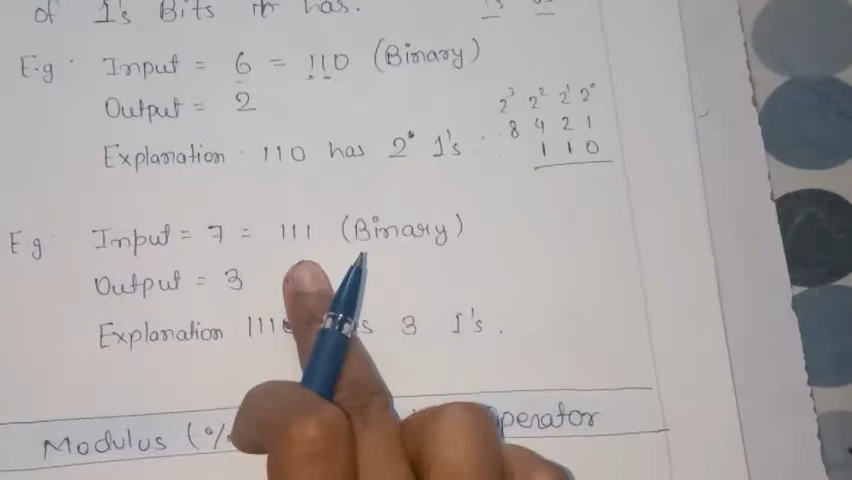 of 1's Bits it has.
E.g. Input = 6 = 110 (Binary)
Output = 2
2³ 2² 2¹ 2⁰
8 4 2 1
1 1 0
Explanation 110 has 2 1's
Eg Input = 7 = 111 (Binary)
Output = 3
Explanation 111 3 1's.
Modulus (% operator